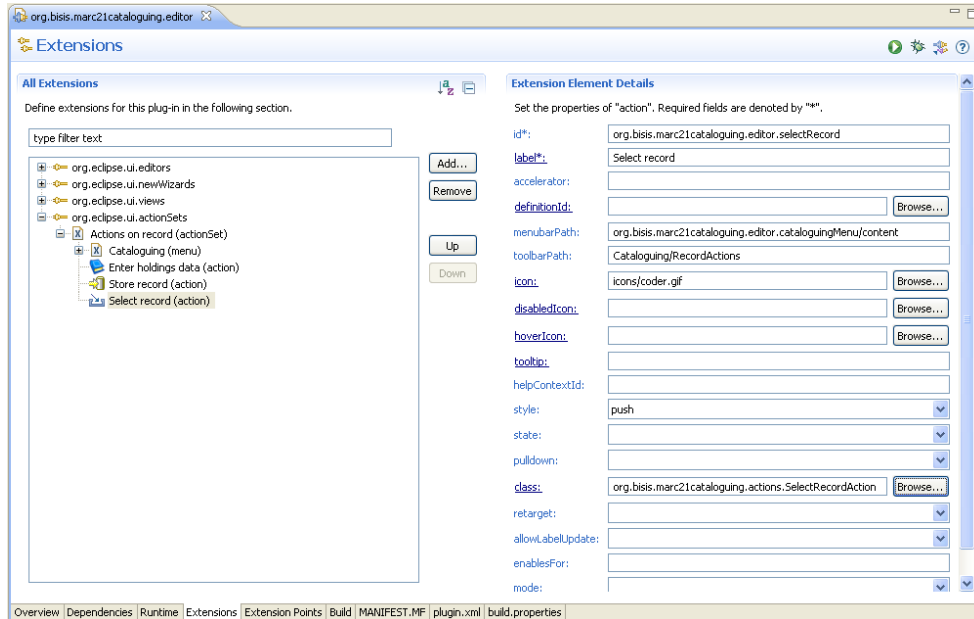 org.bisis.marc21cataloguing.editor
Extensions
All Extensions
Define extensions for this plug-in in the following section.
type filter text
org.eclipse.ui.editors
org.eclipse.ui.newWizards
org.eclipse.ui.views
org.eclipse.ui.actionSets
Actions on record (actionSet)
Cataloguing (menu)
Enter holdings data (action)
Store record (action)
Select record (action)
Add...
Remove
Up
Down
Extension Element Details
Set the properties of "action". Required fields are denoted by "*".
id*: org.bisis.marc21cataloguing.editor.selectRecord
label*: Select record
accelerator:
definitionId: Browse...
menubarPath: org.bisis.marc21cataloguing.editor.cataloguingMenu/content
toolbarPath: Cataloguing/RecordActions
icon: icons/coder.gif Browse...
disabledIcon: Browse...
hoverIcon: Browse...
tooltip:
helpContextId:
style: push
state:
pulldown:
class: org.bisis.marc21cataloguing.actions.SelectRecordAction Browse...
retarget:
allowLabelUpdate:
enablesFor:
mode:
Overview Dependencies Runtime Extensions Extension Points Build MANIFEST.MF plugin.xml build.properties